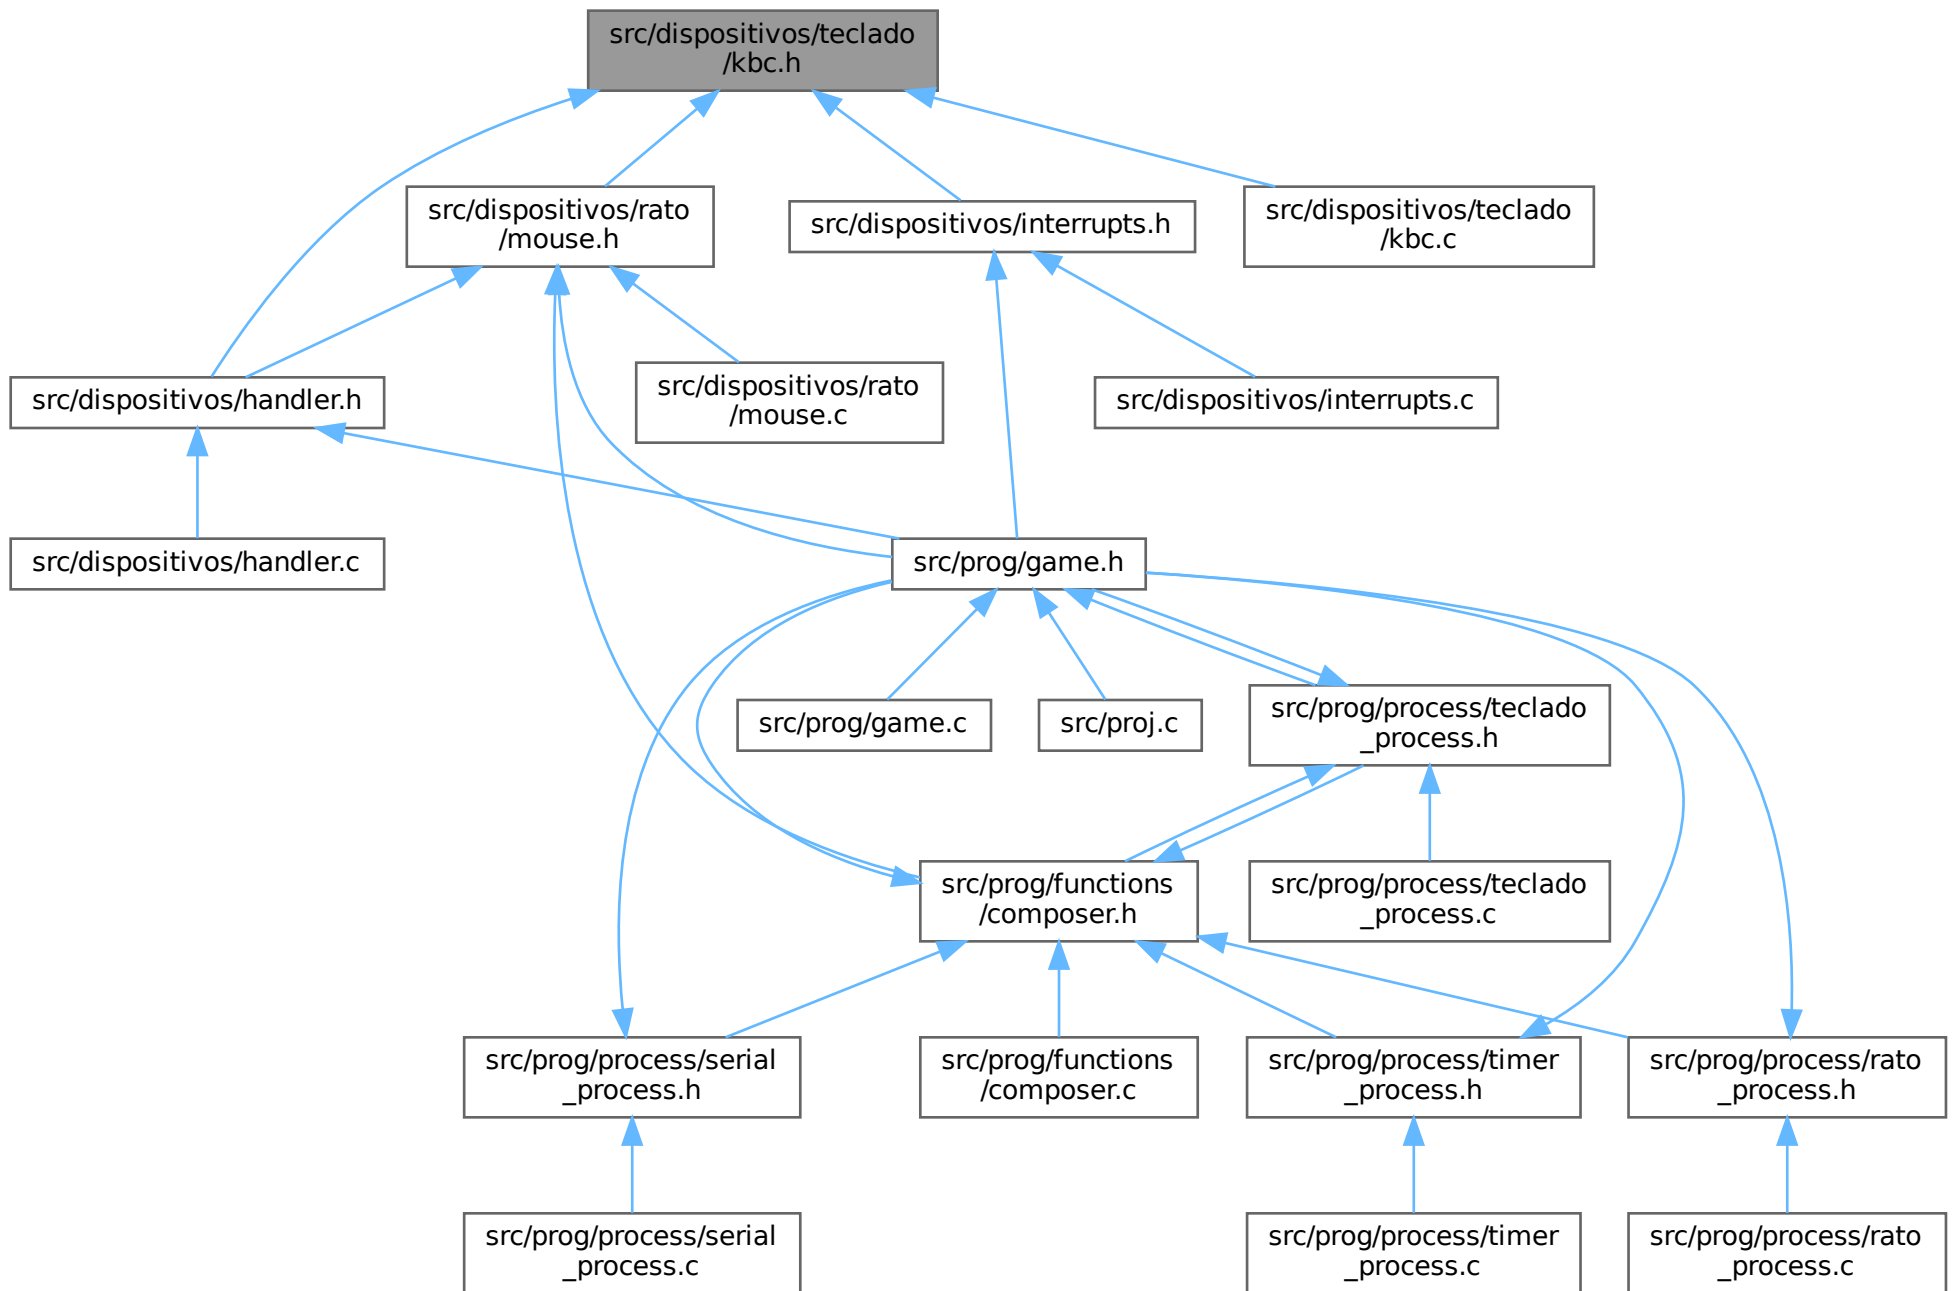 src/dispositivos/teclado
/kbc.h
src/dispositivos/rato
/mouse.h
src/dispositivos/interrupts.h
src/dispositivos/teclado
/kbc.c
src/dispositivos/handler.h
src/dispositivos/rato
/mouse.c
src/dispositivos/interrupts.c
src/dispositivos/handler.c
src/prog/game.h
src/prog/game.c
src/proj.c
src/prog/process/teclado
_process.h
src/prog/functions
/composer.h
src/prog/process/teclado
_process.c
src/prog/process/serial
_process.h
src/prog/functions
/composer.c
src/prog/process/timer
_process.h
src/prog/process/rato
_process.h
src/prog/process/serial
_process.c
src/prog/process/timer
_process.c
src/prog/process/rato
_process.c